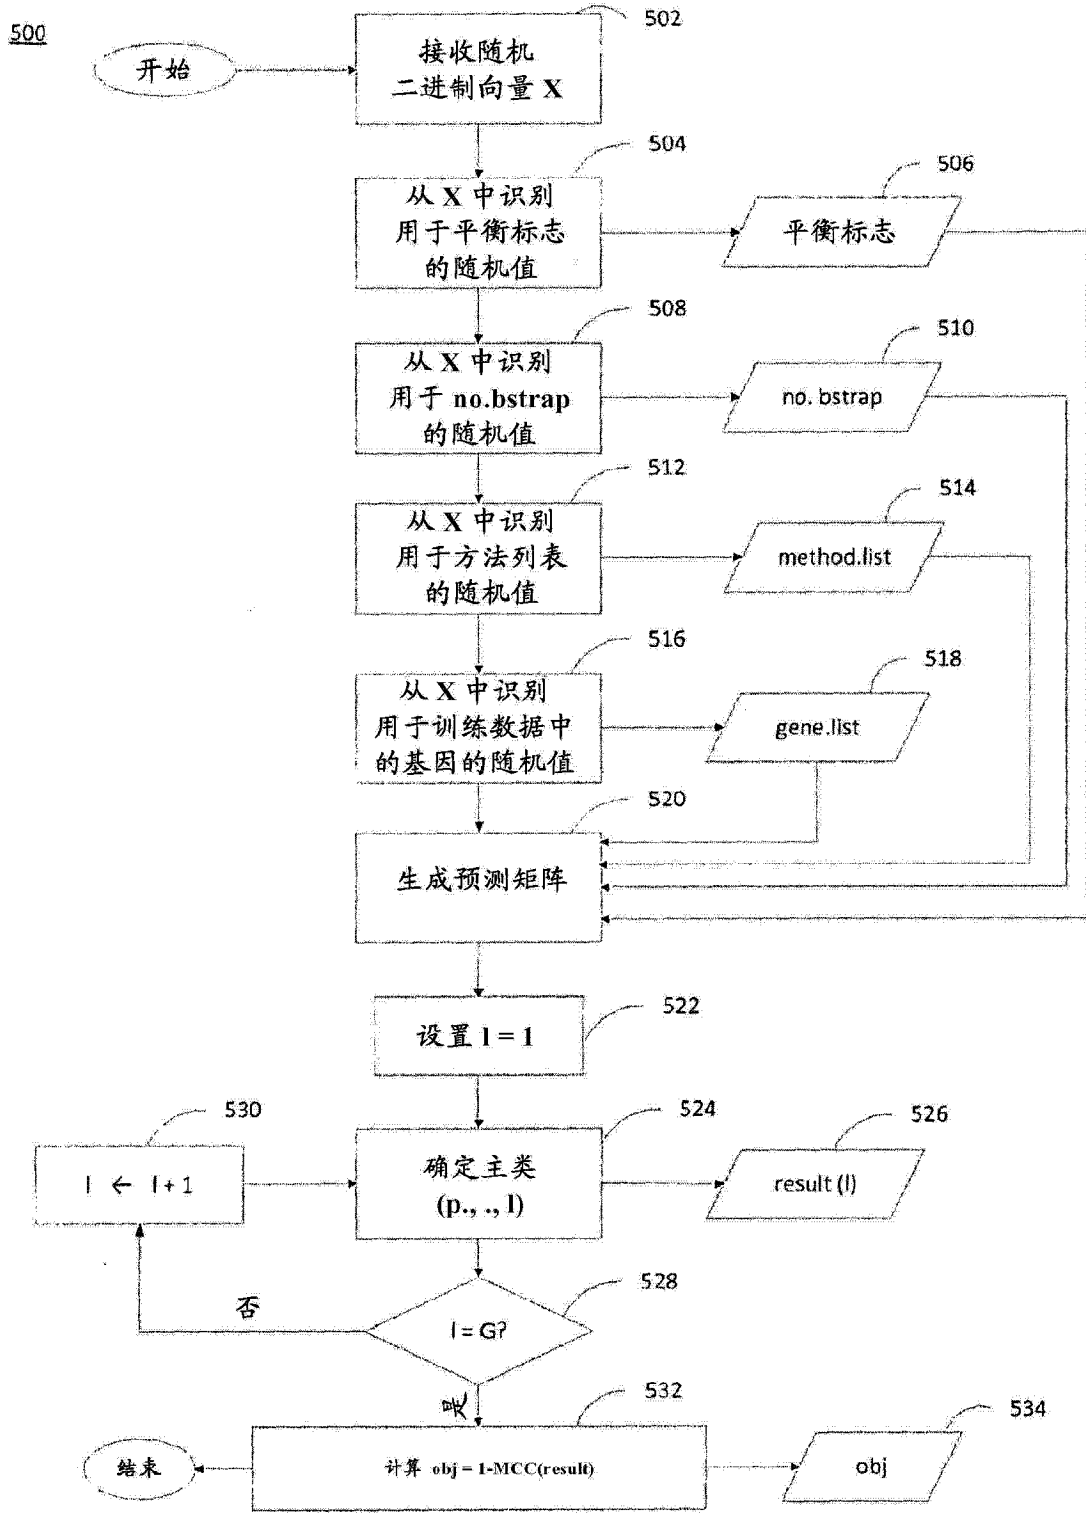 500
502
开始
接收随机
二进制向量 X
504
从 X 中识别
用于平衡标志
的随机值
506
平衡标志
508
从 X 中识别
用于 no.bstrap
的随机值
510
no. bstrap
512
从 X 中识别
用于方法列表
的随机值
514
method.list
516
从 X 中识别
用于训练数据中
的基因的随机值
518
gene.list
520
生成预测矩阵
522
设置 l = 1
524
确定主类
(p., ., l)
526
result (l)
530
l ← l + 1
528
l = G?
否
是
532
计算 obj = 1-MCC(result)
534
obj
结束